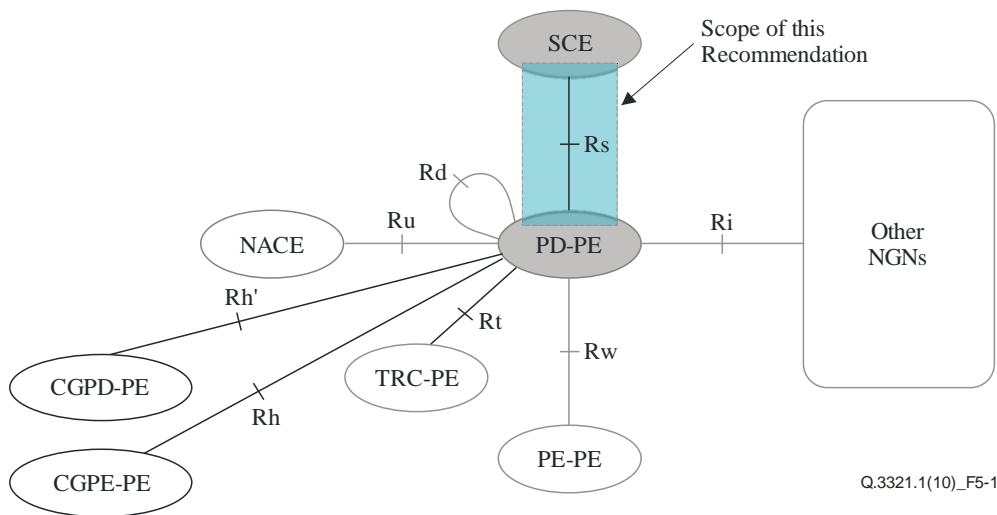 SCE
Scope of this
Recommendation
Rs
Rd
Ru
Ri
NACE
PD-PE
Other
NGNs
Rh'
Rt
Rw
CGPD-PE
TRC-PE
Rh
PE-PE
CGPE-PE
Q.3321.1(10)_F5-1